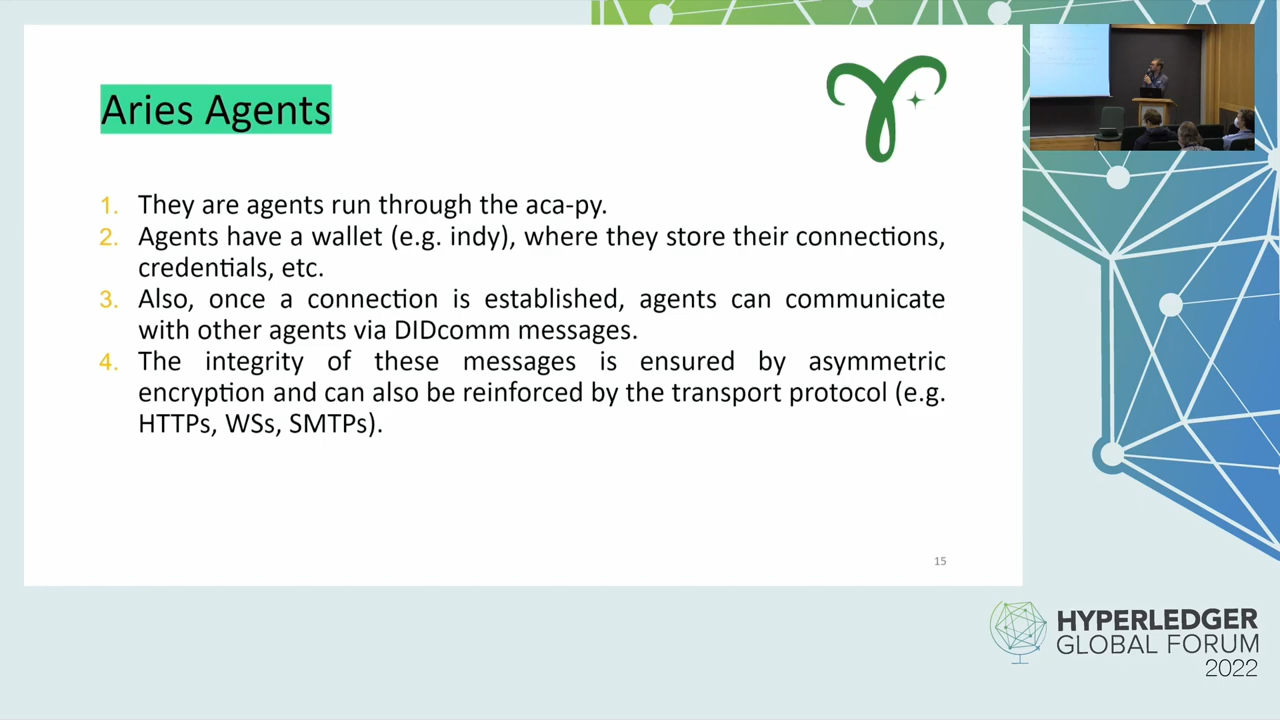 Aries Agents
1. They are agents run through the aca-py.
2. Agents have a wallet (e.g. indy), where they store their connections,
credentials, etc.
3. Also, once a connection is established, agents can communicate
with other agents via DIDcomm messages.
4. The integrity of these messages is ensured by asymmetric
encryption and can also be reinforced by the transport protocol (e.g.
HTTPs, WSs, SMTPs).
15
HYPERLEDGER
GLOBAL FORUM
2022